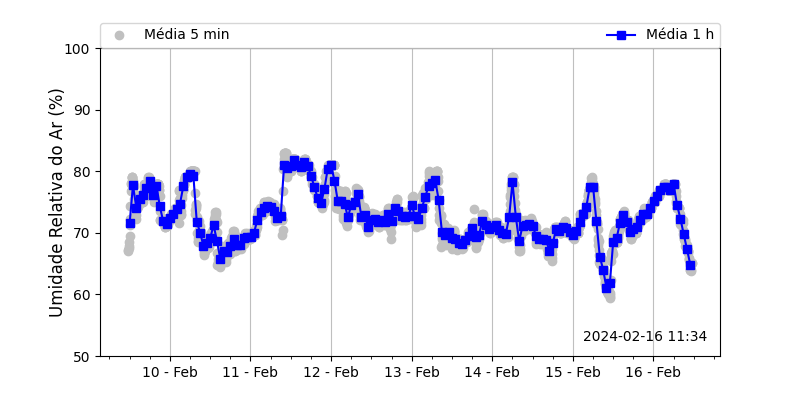 Média 5 min
Média 1 h
100
90
80
70
60
50
Umidade Relativa do Ar (%)
2024-02-16 11:34
10 - Feb
11 - Feb
12 - Feb
13 - Feb
14 - Feb
15 - Feb
16 - Feb